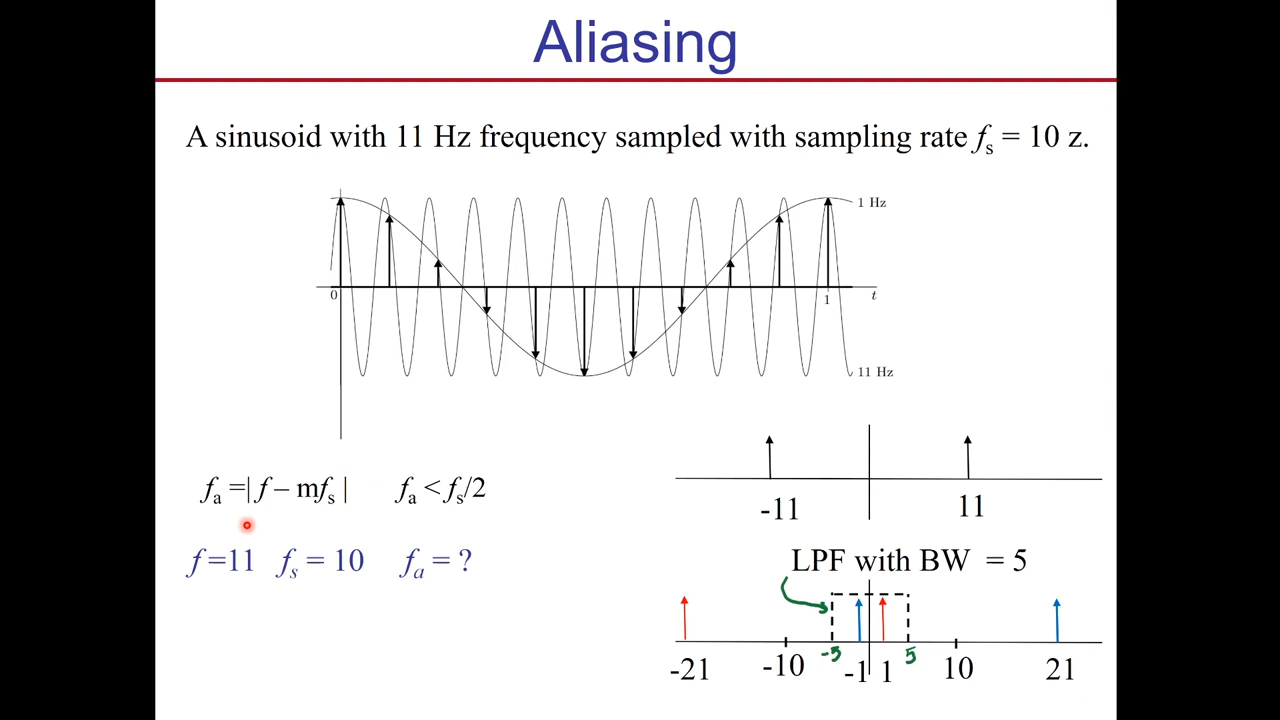 Aliasing
A sinusoid with 11 Hz frequency sampled with sampling rate fs = 10 z.
1 Hz
0
1
t
11 Hz
fa =| f – mfs | fa < fs/2
-11 11
f =11 fs = 10 fa = ?
LPF with BW = 5
-21 -10 -5 -1 1 5 10 21